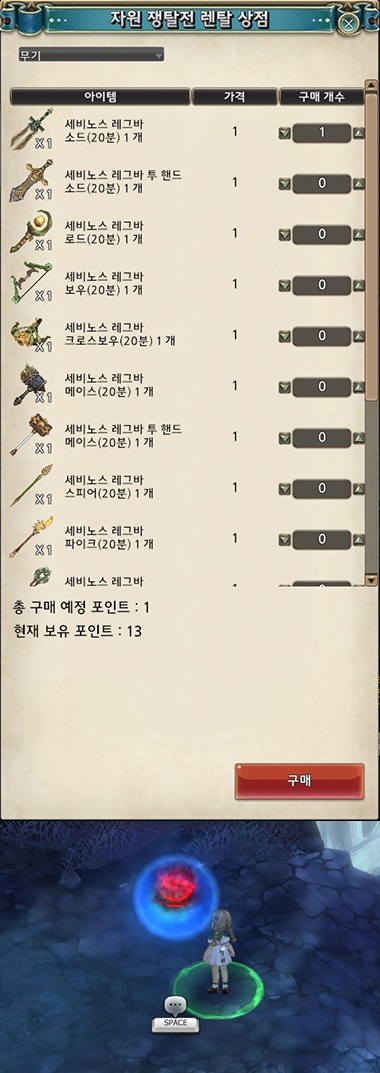 자원 쟁탈전 렌탈 상점
무기
아이템 가격 구매 개수
세비노스 레그바
소드(20분) 1 개
X1
1
1
세비노스 레그바 투 핸드
소드(20분) 1 개
X1
1
0
세비노스 레그바
로드(20분) 1 개
X1
1
0
세비노스 레그바
보우(20분) 1 개
X1
1
0
세비노스 레그바
크로스보우(20분) 1 개
X1
1
0
세비노스 레그바
메이스(20분) 1 개
X1
1
0
세비노스 레그바 투 핸드
메이스(20분) 1 개
X1
1
0
세비노스 레그바
스피어(20분) 1 개
X1
1
0
세비노스 레그바
파이크(20분) 1 개
X1
1
0
세비노스 레그바
총 구매 예정 포인트 : 1
현재 보유 포인트 : 13
구매
SPACE